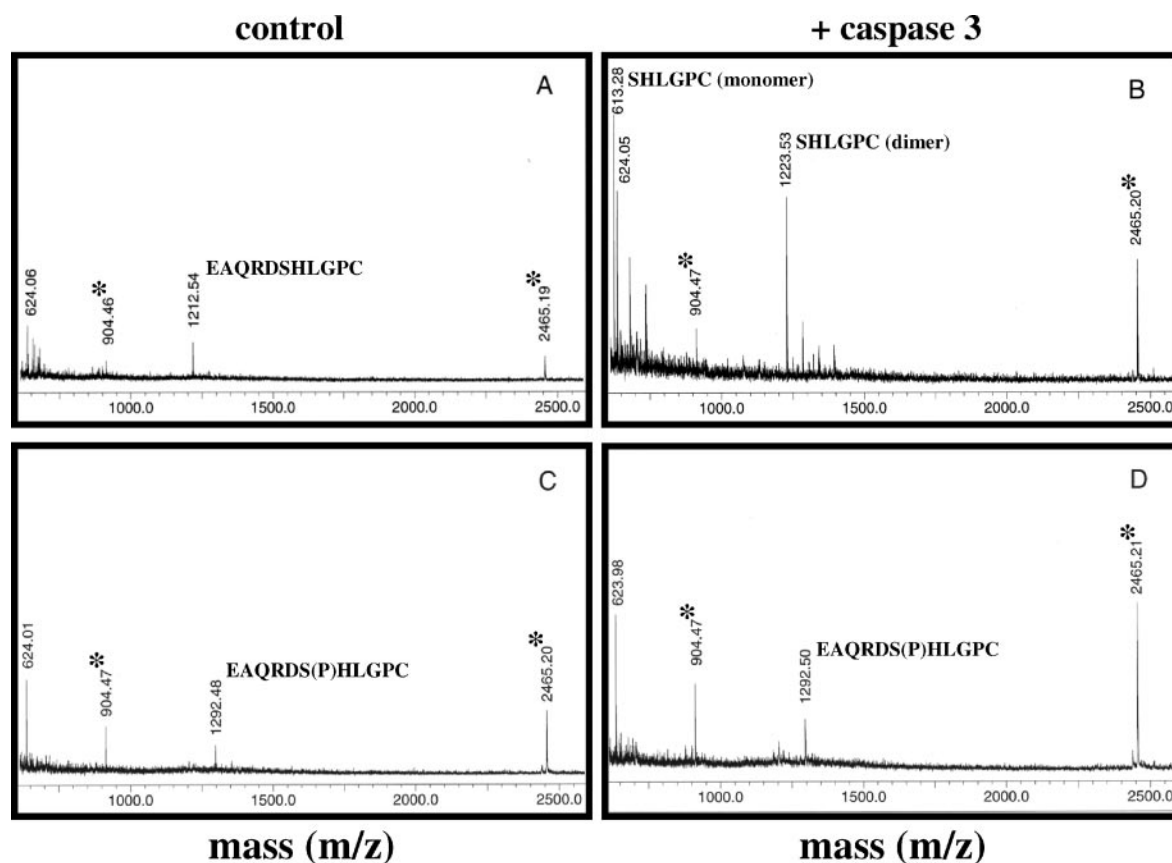 control
+ caspase 3
A
624.06
*
904.46
1212.54
EAQRDSHLGPC
*
2465.19
1000.0 1500.0 2000.0 2500.0
B
613.28
SHLGPC (monomer)
624.05
*
904.47
1223.53
SHLGPC (dimer)
*
2465.20
1000.0 1500.0 2000.0 2500.0
C
624.01
*
904.47
1292.48
EAQRDS(P)HLGPC
*
2465.20
1000.0 1500.0 2000.0 2500.0
D
623.98
*
904.47
1292.50
EAQRDS(P)HLGPC
*
2465.21
1000.0 1500.0 2000.0 2500.0
mass (m/z)
mass (m/z)